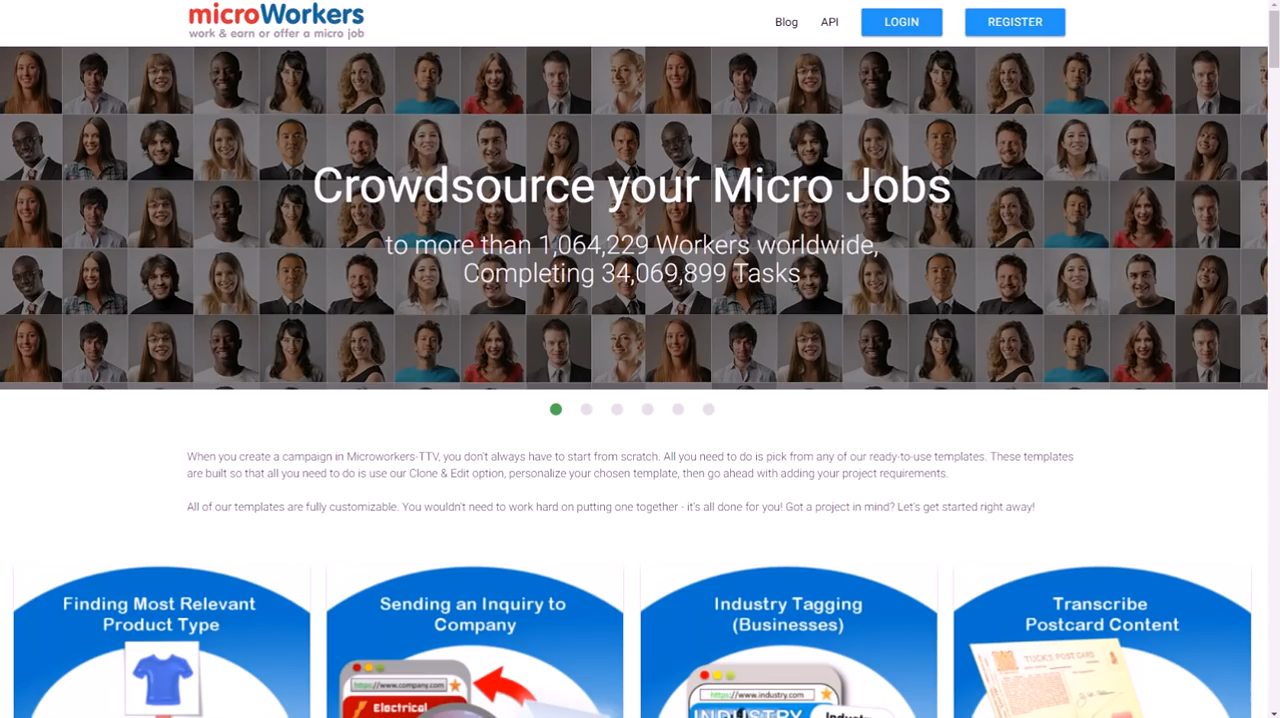 microWorkers
work & earn or offer a micro job
Blog
API
LOGIN
REGISTER
Crowdsource your Micro Jobs
to more than 1,064,229 Workers worldwide,
Completing 34,069,899 Tasks
When you create a campaign in Microworkers-TTV, you don't always have to start from scratch. All you need to do is pick from any of our ready-to-use templates. These templates
are built so that all you need to do is use our Clone & Edit option, personalize your chosen template, then go ahead with adding your project requirements.
All of our templates are fully customizable. You wouldn't need to work hard on putting one together - it's all done for you! Got a project in mind? Let's get started right away!
Finding Most Relevant
Product Type
Sending an Inquiry to
Company
https://www.company.com
Electrical
Industry Tagging
(Businesses)
https://www.industry.com
INDUSTRY
Transcribe
Postcard Content
TUCK'S POST CARD